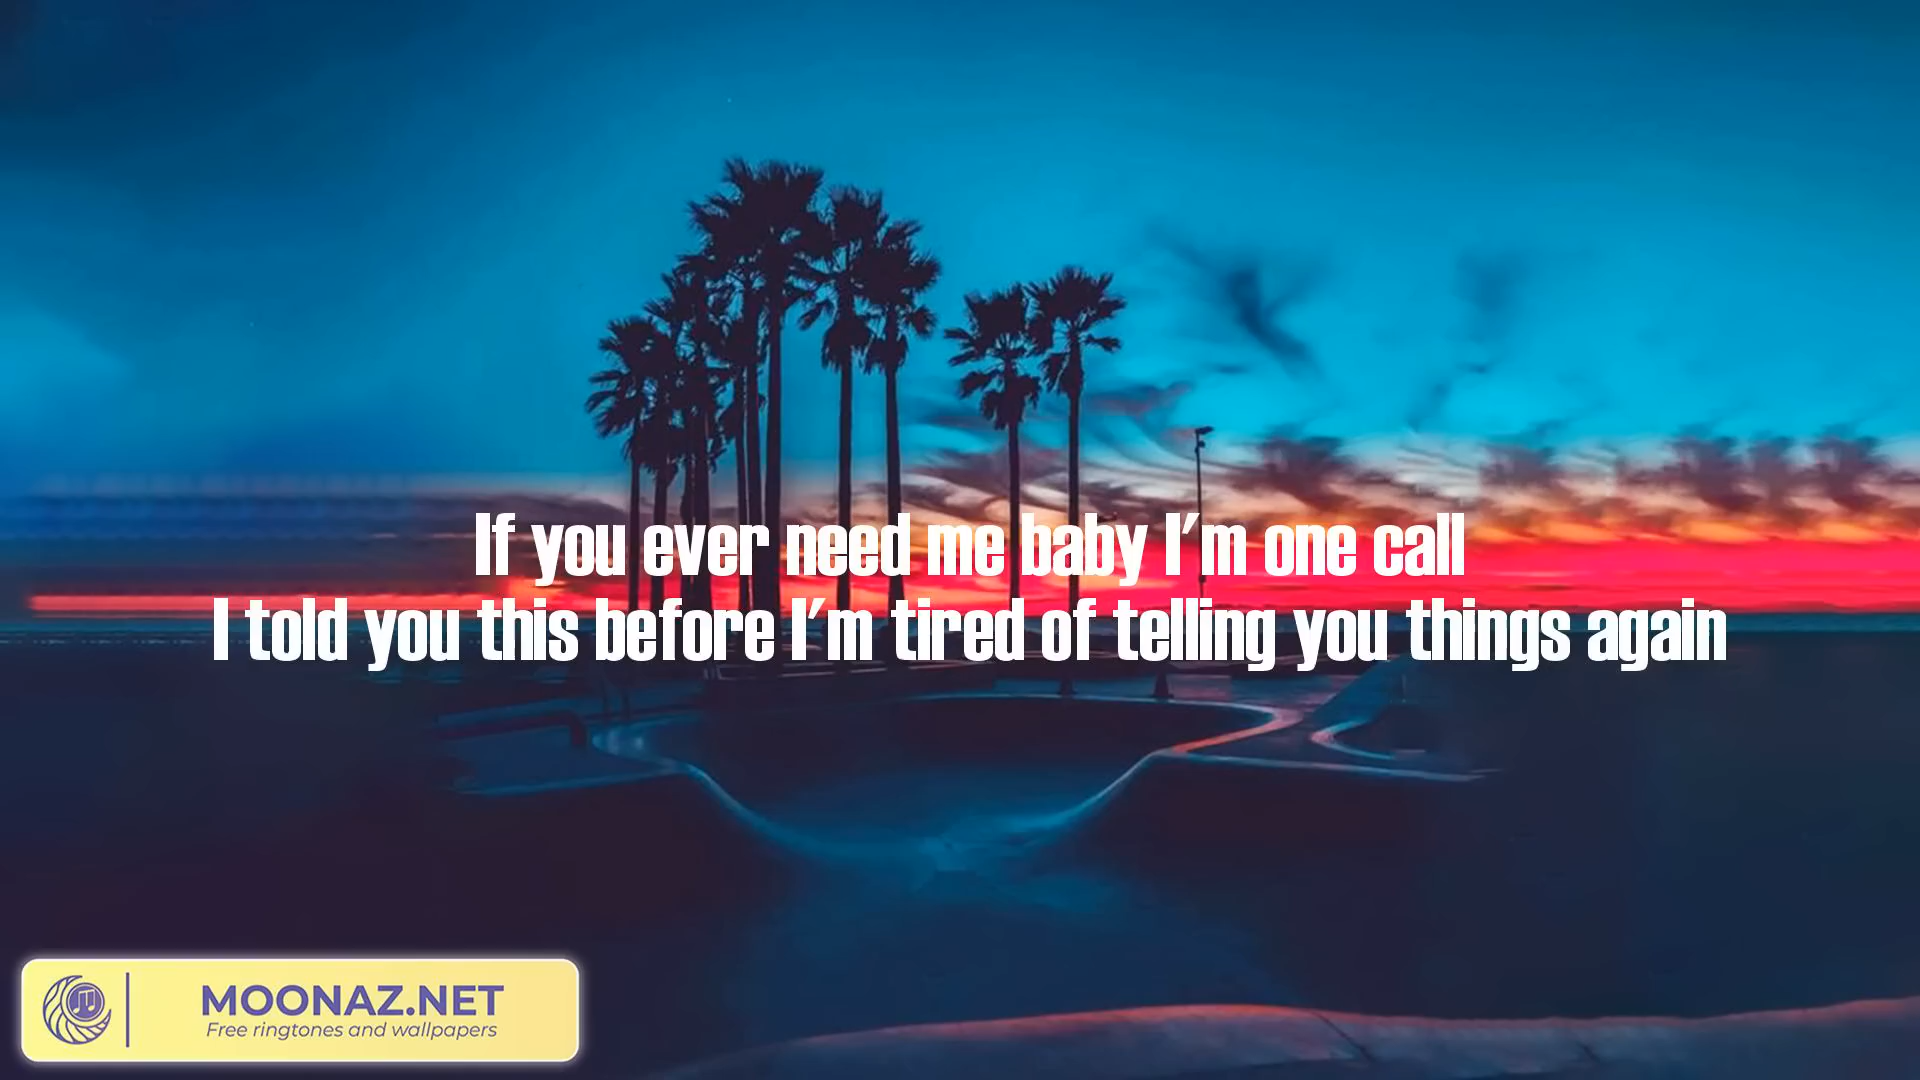 If you ever need me baby I'm one call
I told you this before I'm tired of telling you things again
MOONAZ.NET
Free ringtones and wallpapers